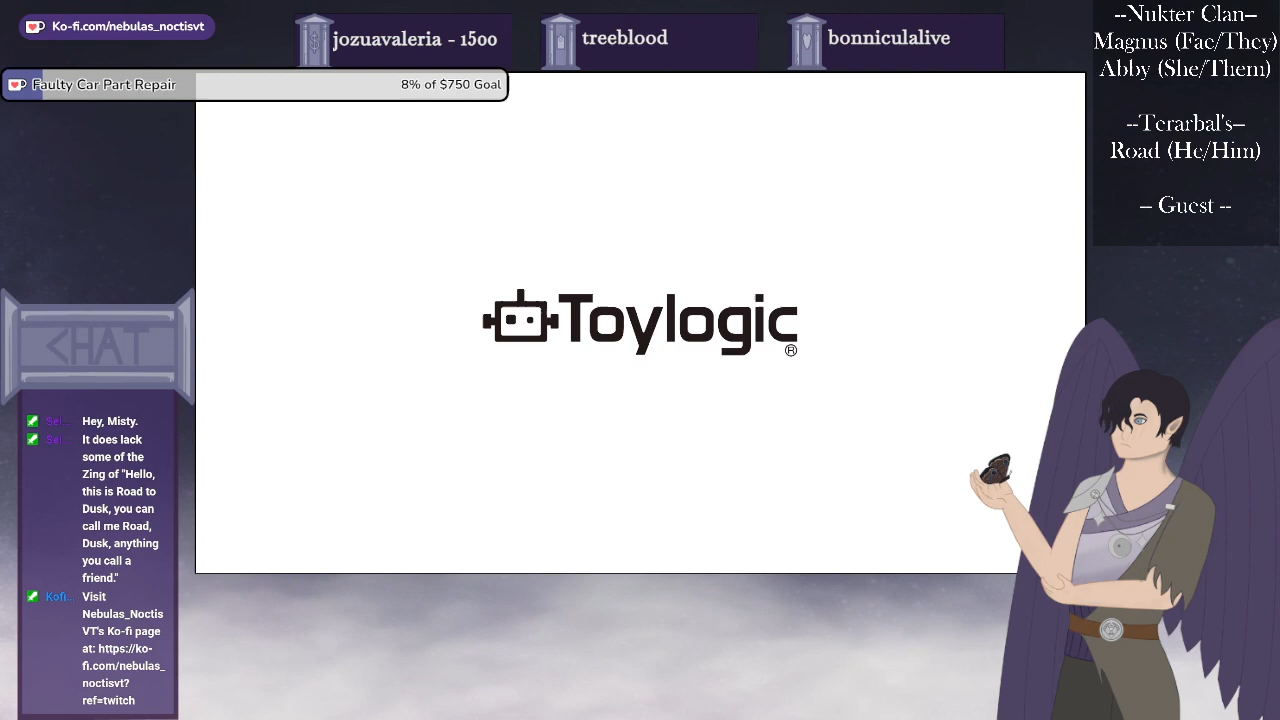 Ko-fi.com/nebulas_noctisvt
jozuavaleria - 1500
treeblood
bonniculalive
Faulty Car Part Repair
8% of $750 Goal
--Nukter Clan--
Magnus (Fae/They)
Abby (She/Them)
--Terarbal's--
Road (He/Him)
-- Guest --
Toylogic
®
CHAT
Sel... Hey, Misty.
Sel... It does lack
some of the
Zing of "Hello,
this is Road to
Dusk, you can
call me Road,
Dusk, anything
you call a
friend."
Kofi... Visit
Nebulas_Noctis
VT's Ko-fi page
at: https://ko-
fi.com/nebulas_
noctisvt?
ref=twitch